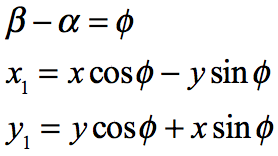 β − α = ϕ
x₁ = x cos ϕ − y sin ϕ
y₁ = y cos ϕ + x sin ϕ